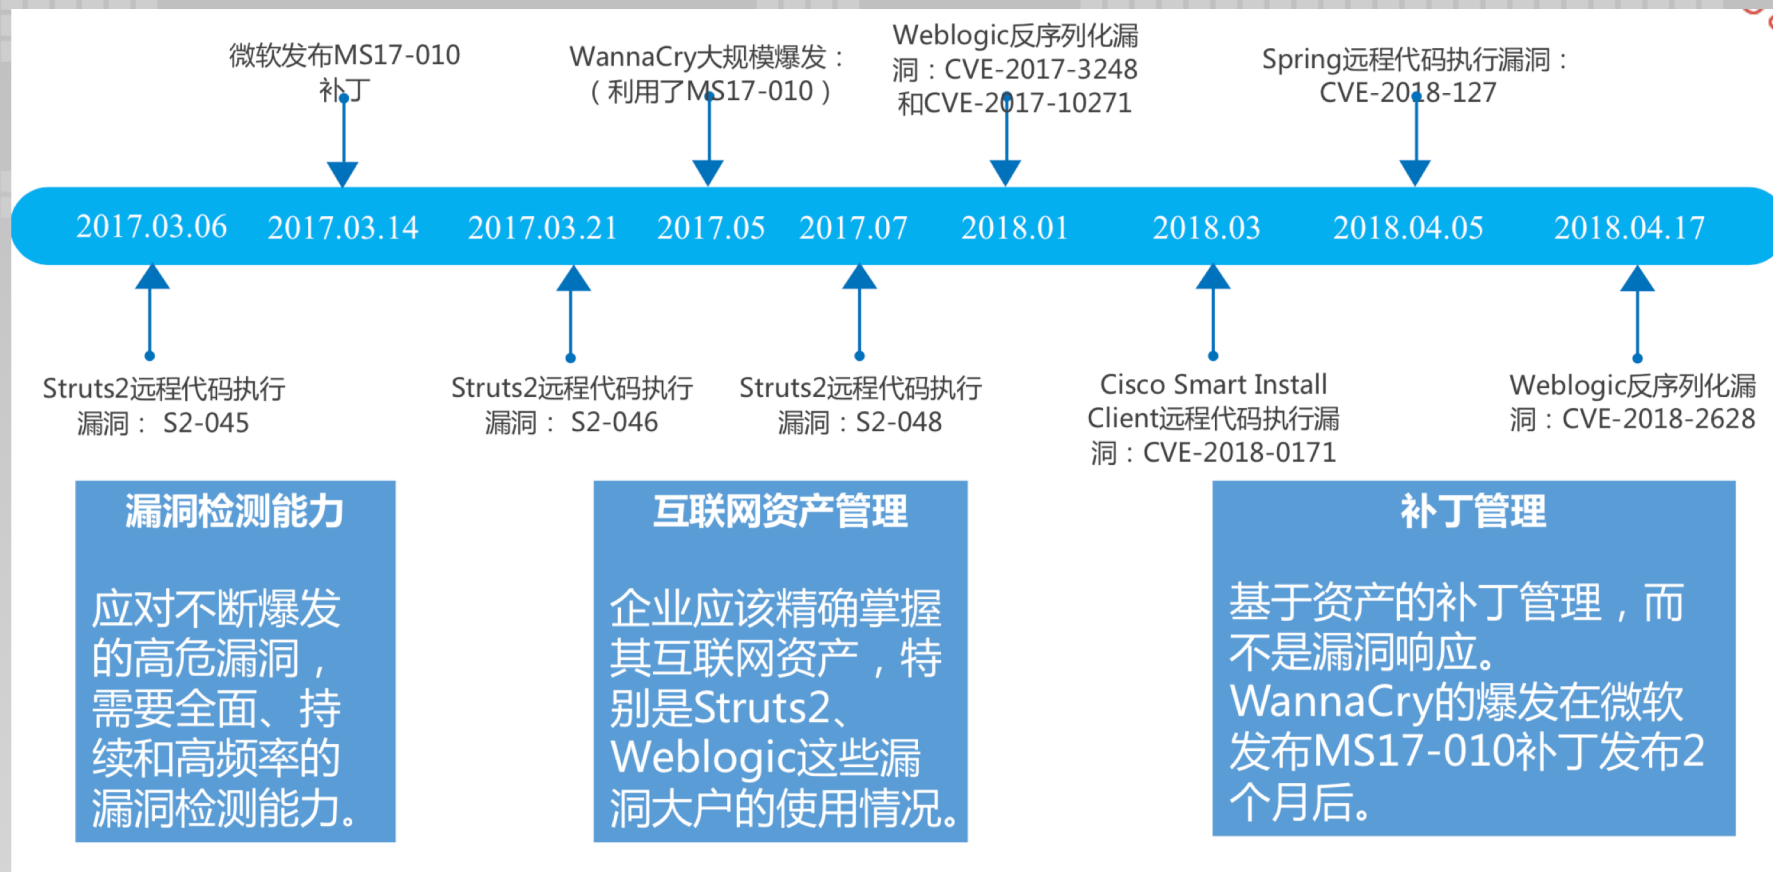 微软发布MS17-010
补丁
WannaCry大规模爆发：
（利用了MS17-010）
Weblogic反序列化漏
洞：CVE-2017-3248
和CVE-2017-10271
Spring远程代码执行漏洞：
CVE-2018-127
2017.03.06
2017.03.14
2017.03.21
2017.05
2017.07
2018.01
2018.03
2018.04.05
2018.04.17
Struts2远程代码执行
漏洞： S2-045
Struts2远程代码执行
漏洞： S2-046
Struts2远程代码执行
漏洞：S2-048
Cisco Smart Install
Client远程代码执行漏
洞：CVE-2018-0171
Weblogic反序列化漏
洞：CVE-2018-2628
漏洞检测能力
应对不断爆发
的高危漏洞，
需要全面、持
续和高频率的
漏洞检测能力。
互联网资产管理
企业应该精确掌握
其互联网资产，特
别是Struts2、
Weblogic这些漏
洞大户的使用情况。
补丁管理
基于资产的补丁管理，而
不是漏洞响应。
WannaCry的爆发在微软
发布MS17-010补丁发布2
个月后。